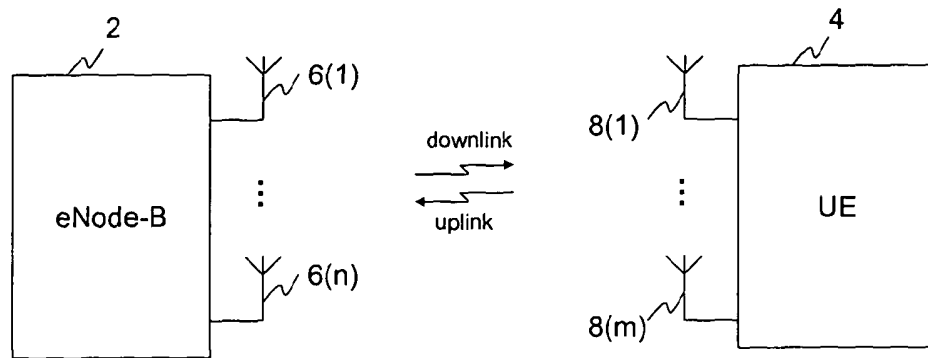 2
4
6(1)
8(1)
downlink
⋮
⋮
eNode-B
UE
uplink
6(n)
8(m)